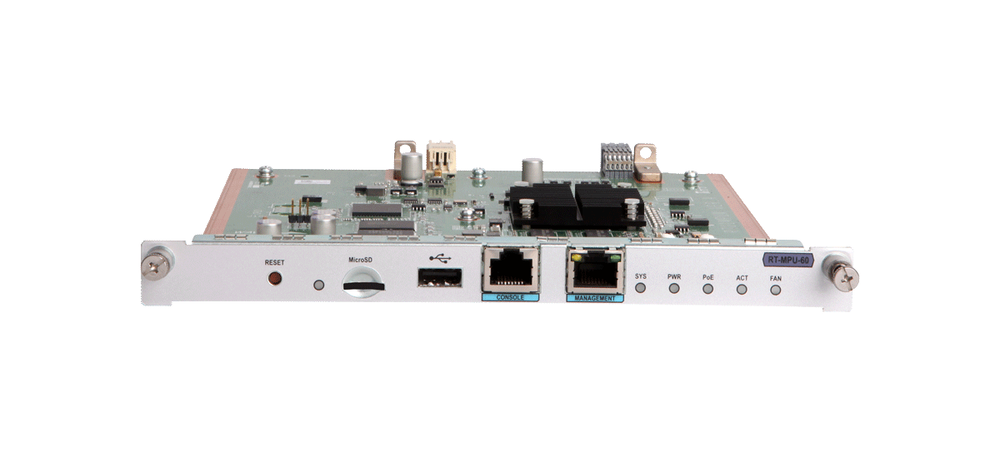 RESET
MicroSD
CONSOLE
MANAGEMENT
SYS
PWR
PoE
ACT
FAN
RT-MPU-60